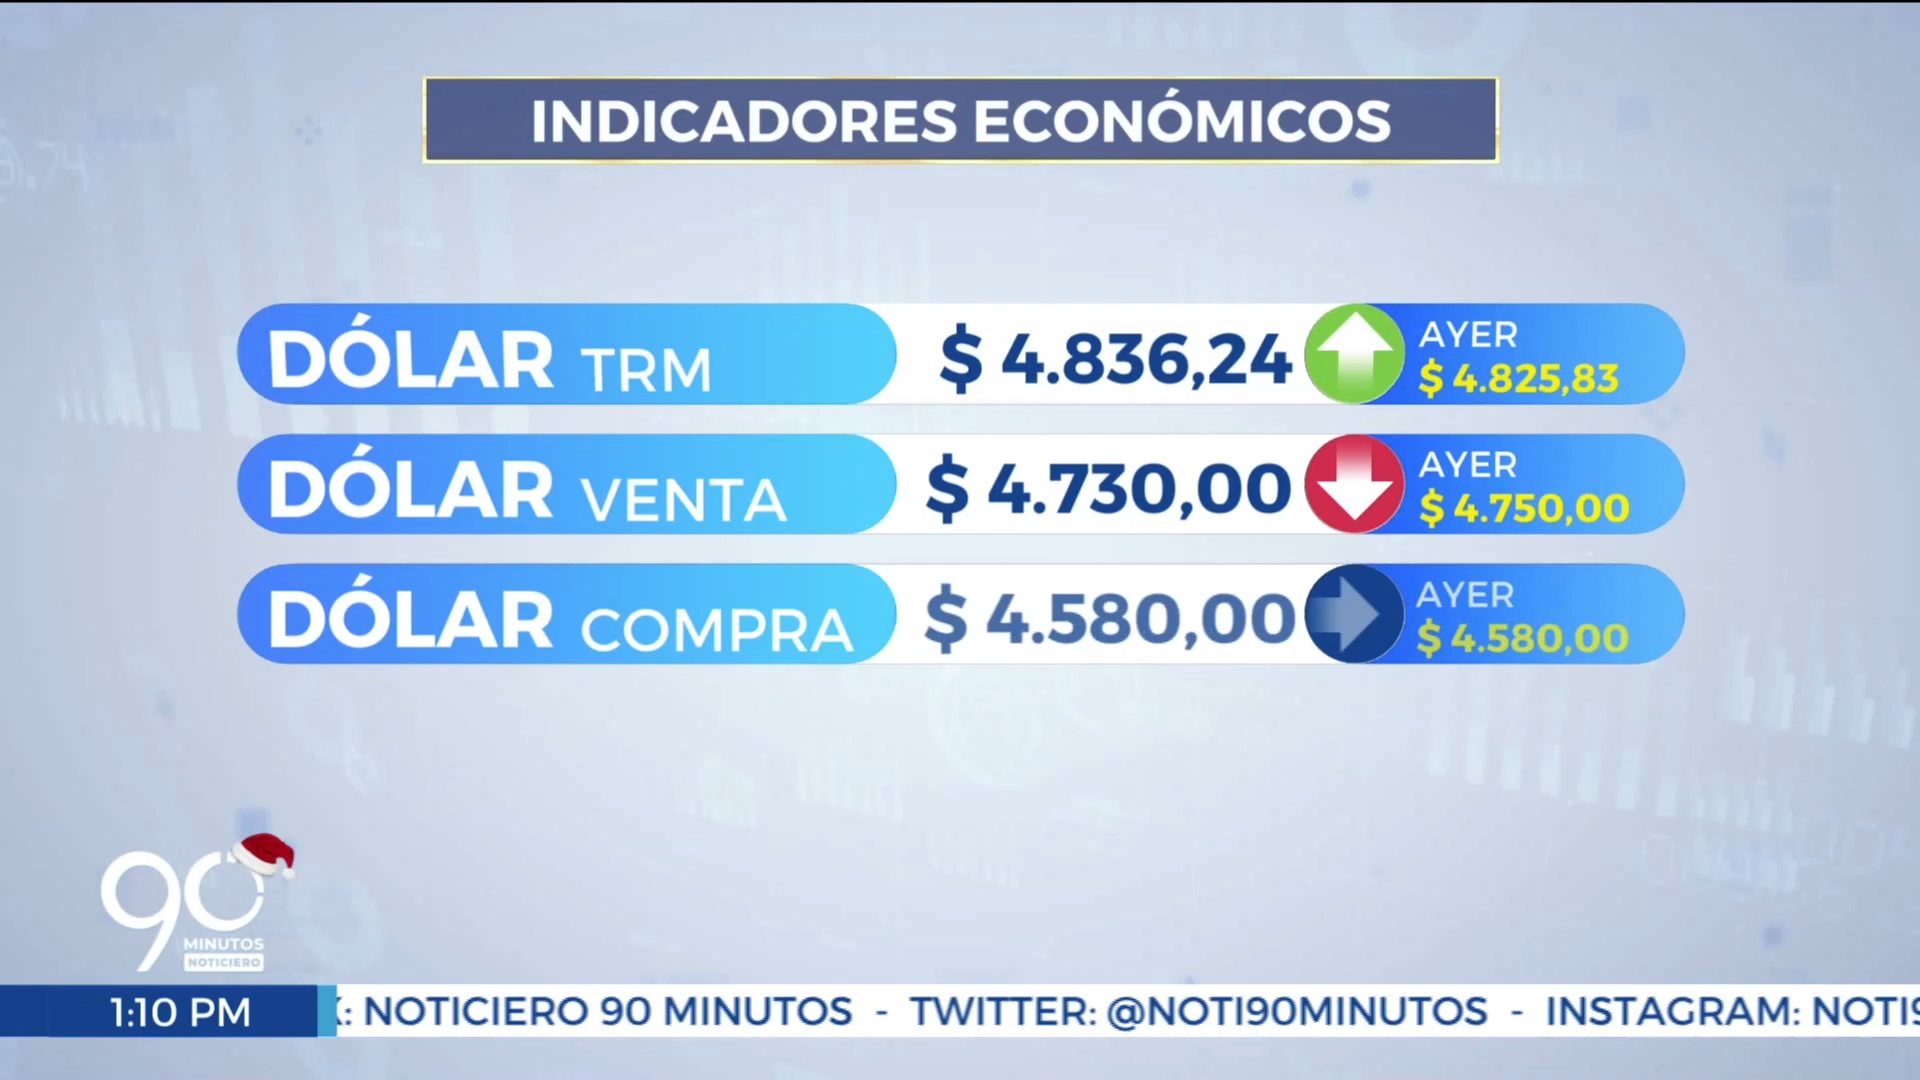 INDICADORES ECONÓMICOS
DÓLAR TRM $ 4.836,24 AYER $ 4.825,83
DÓLAR VENTA $ 4.730,00 AYER $ 4.750,00
DÓLAR COMPRA $ 4.580,00 AYER $ 4.580,00
90
MINUTOS
NOTICIERO
1:10 PM : NOTICIERO 90 MINUTOS - TWITTER: @NOTI90MINUTOS - INSTAGRAM: NOTI9